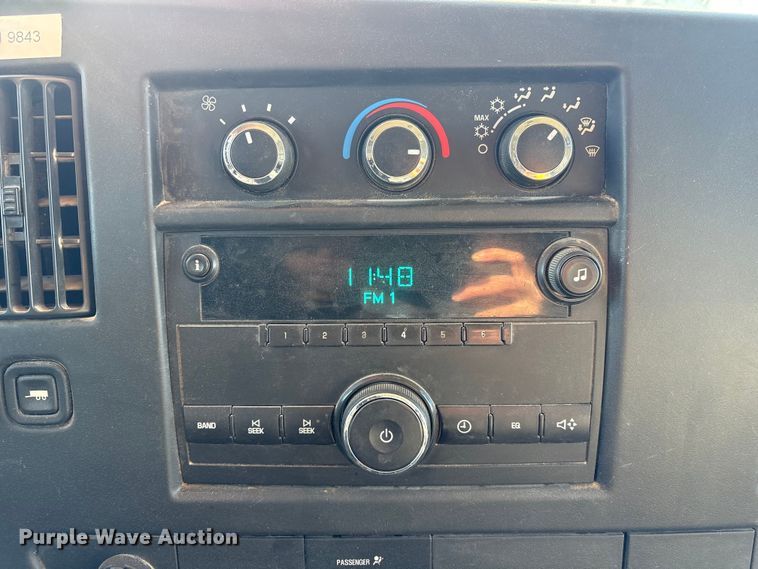 9843
MAX
11:48
FM 1
i
1 2 3 4 5 6
BAND SEEK SEEK EQ
Purple Wave Auction
PASSENGER